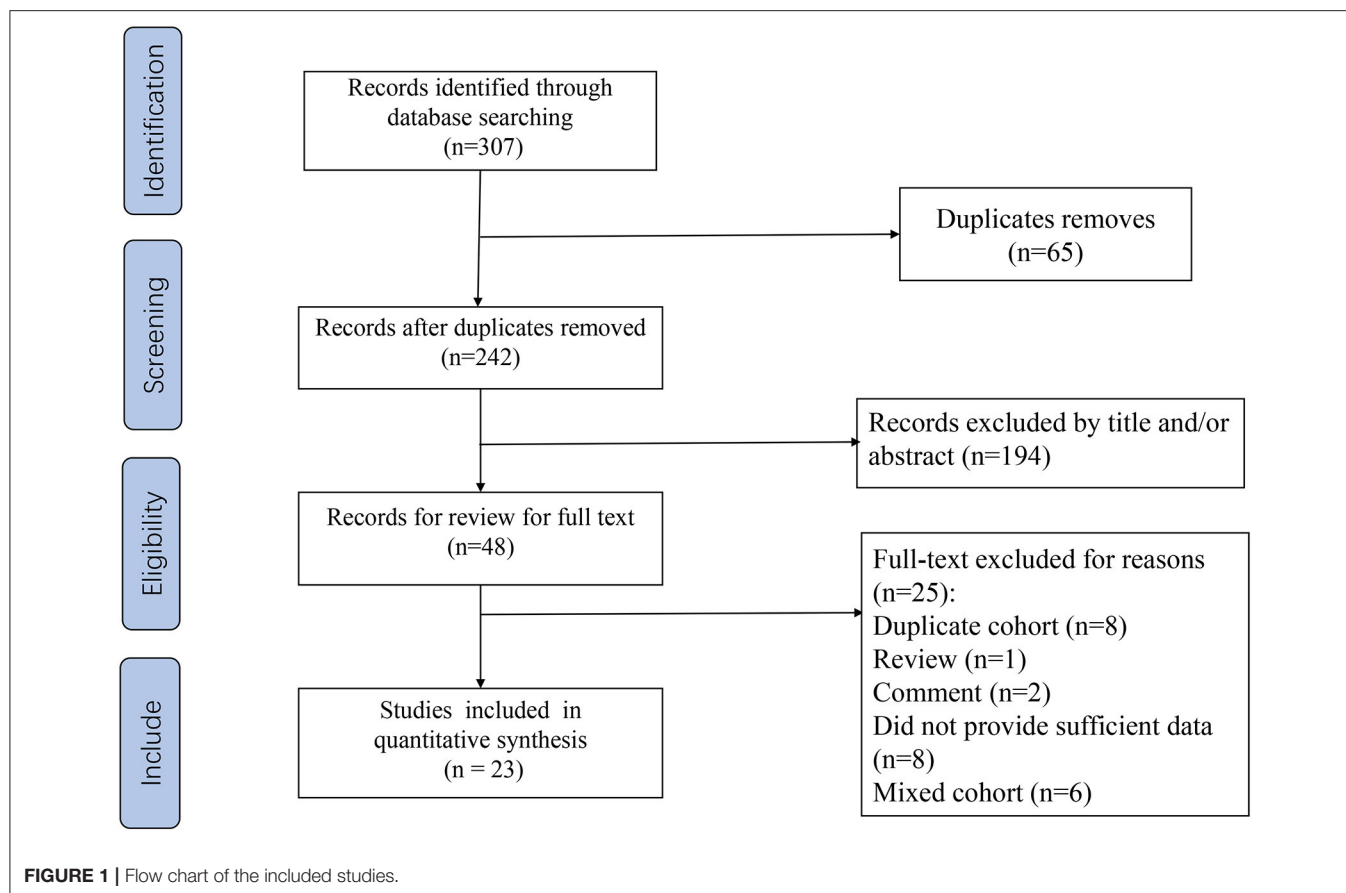 Identification
Records identified through
database searching
(n=307)
Duplicates removes
(n=65)
Screening
Records after duplicates removed
(n=242)
Records excluded by title and/or
abstract (n=194)
Eligibility
Records for review for full text
(n=48)
Full-text excluded for reasons
(n=25):
Duplicate cohort (n=8)
Review (n=1)
Comment (n=2)
Did not provide sufficient data
(n=8)
Mixed cohort (n=6)
Include
Studies included in
quantitative synthesis
(n = 23)
FIGURE 1 | Flow chart of the included studies.